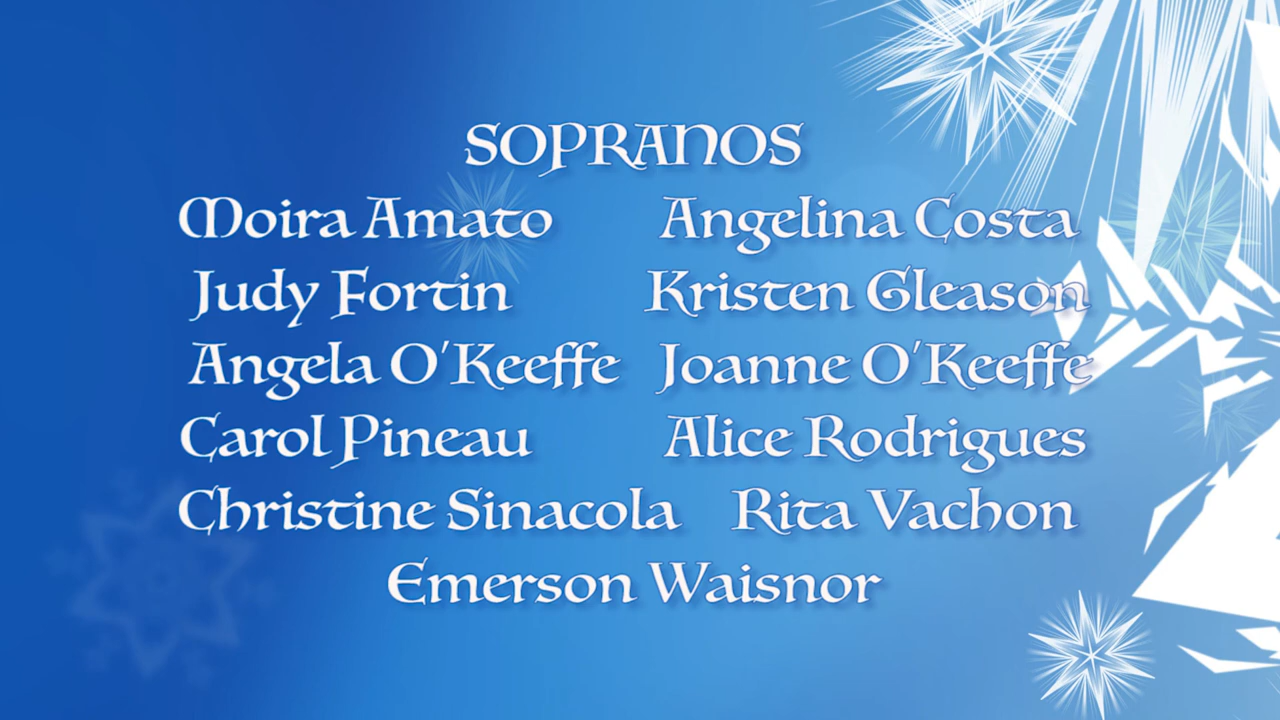 SOPRANOS
Moira Amato Angelina Costa
Judy Fortin Kristen Gleason
Angela O'Keeffe Joanne O'Keeffe
Carol Pineau Alice Rodrigues
Christine Sinacola Rita Vachon
Emerson Waisnor